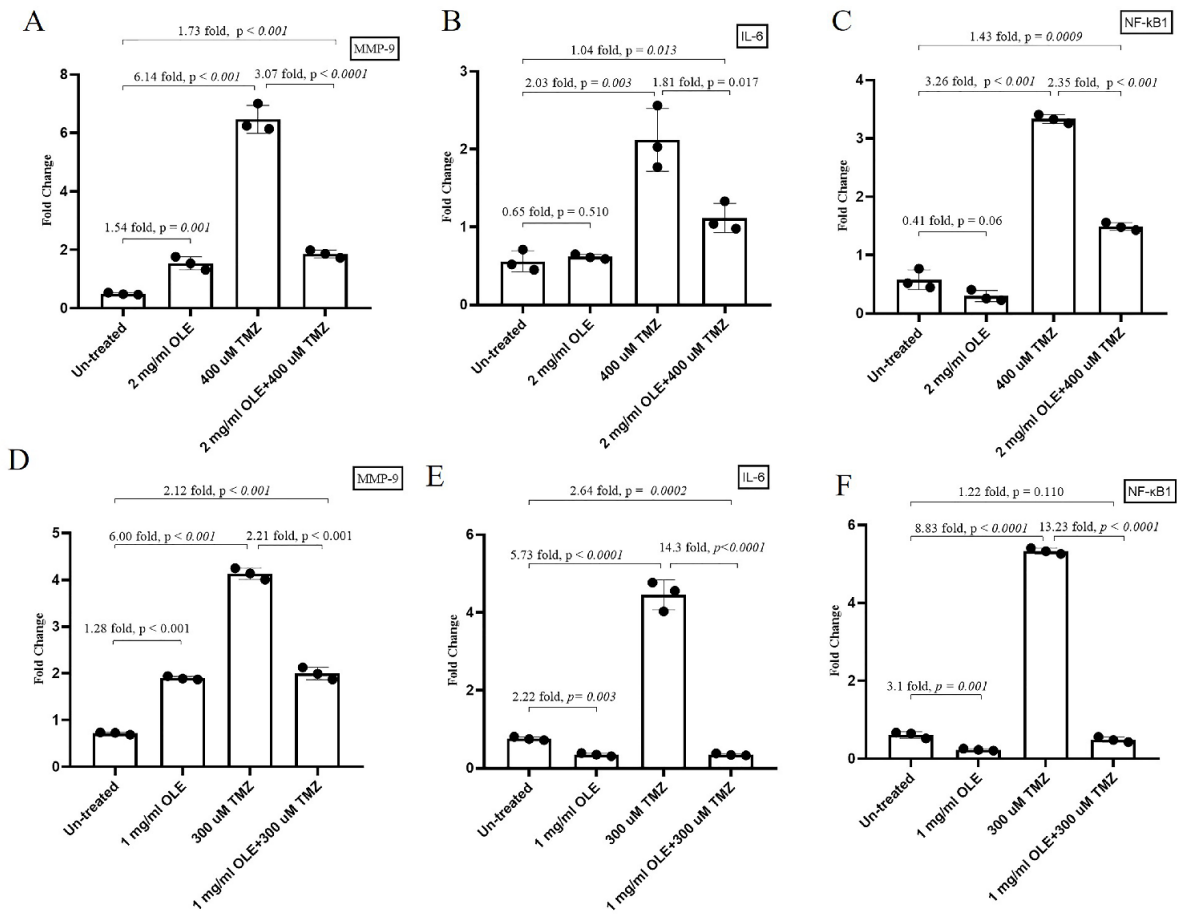 A
1.73 fold, p < 0.001
MMP-9
6.14 fold, p < 0.001
3.07 fold, p < 0.0001
1.54 fold, p = 0.001
Fold Change
8
6
4
2
0
Un-treated
2 mg/ml OLE
400 uM TMZ
2 mg/ml OLE+400 uM TMZ
B
IL-6
1.04 fold, p = 0.013
2.03 fold, p = 0.003
1.81 fold, p = 0.017
0.65 fold, p = 0.510
Fold Change
3
2
1
0
Un-treated
2 mg/ml OLE
400 uM TMZ
2 mg/ml OLE+400 uM TMZ
C
NF-kB1
1.43 fold, p = 0.0009
3.26 fold, p < 0.001
2.35 fold, p < 0.001
0.41 fold, p = 0.06
Fold Change
4
3
2
1
0
Un-treated
2 mg/ml OLE
400 uM TMZ
2 mg/ml OLE+400 uM TMZ
D
MMP-9
2.12 fold, p < 0.001
6.00 fold, p < 0.001
2.21 fold, p < 0.001
1.28 fold, p < 0.001
Fold Change
5
4
3
2
1
0
Un-treated
1 mg/ml OLE
300 uM TMZ
1 mg/ml OLE+300 uM TMZ
E
IL-6
2.64 fold, p = 0.0002
5.73 fold, p < 0.0001
14.3 fold, p<0.0001
2.22 fold, p= 0.003
Fold Change
6
4
2
0
Un-treated
1 mg/ml OLE
300 uM TMZ
1 mg/ml OLE+300 uM TMZ
F
NF-κB1
1.22 fold, p = 0.110
8.83 fold, p < 0.0001
13.23 fold, p < 0.0001
3.1 fold, p = 0.001
Fold Change
6
4
2
0
Un-treated
1 mg/ml OLE
300 uM TMZ
1 mg/ml OLE+300 uM TMZ